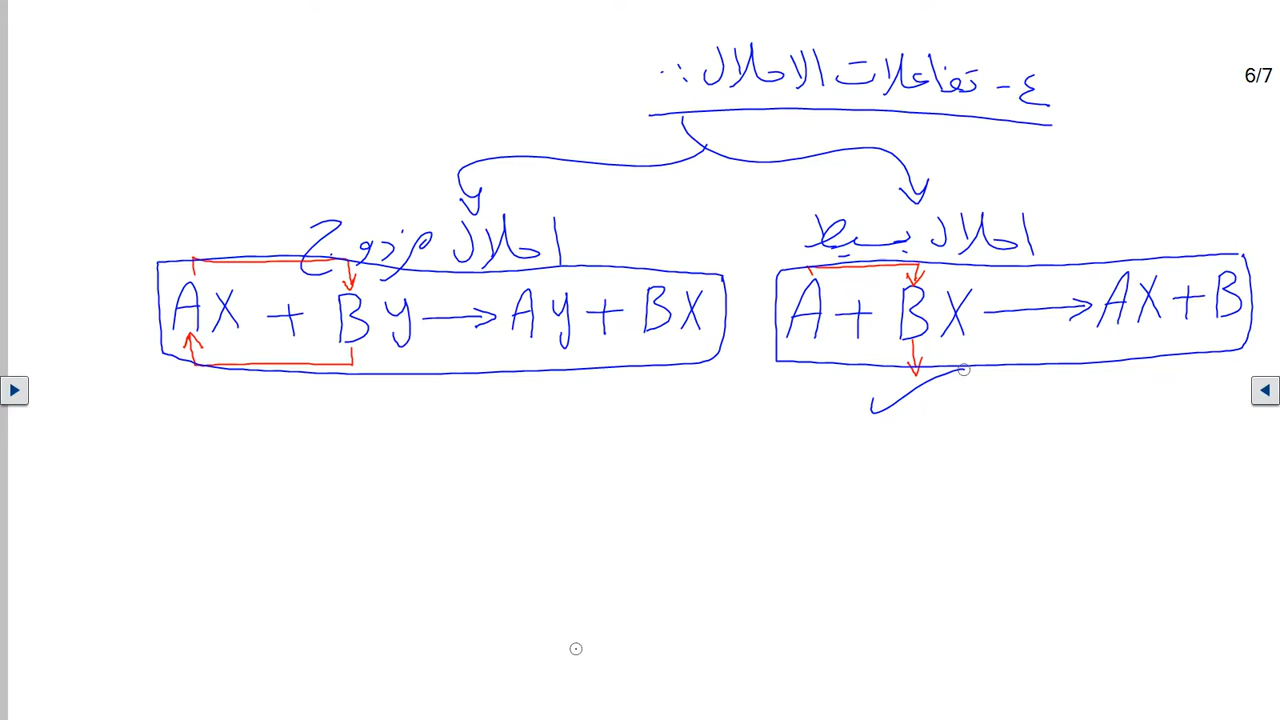 6/7
٤- تفاعلات الاحلال :
احلال بسيط
A + BX → AX + B
احلال مزدوج
AX + BY → AY + BX